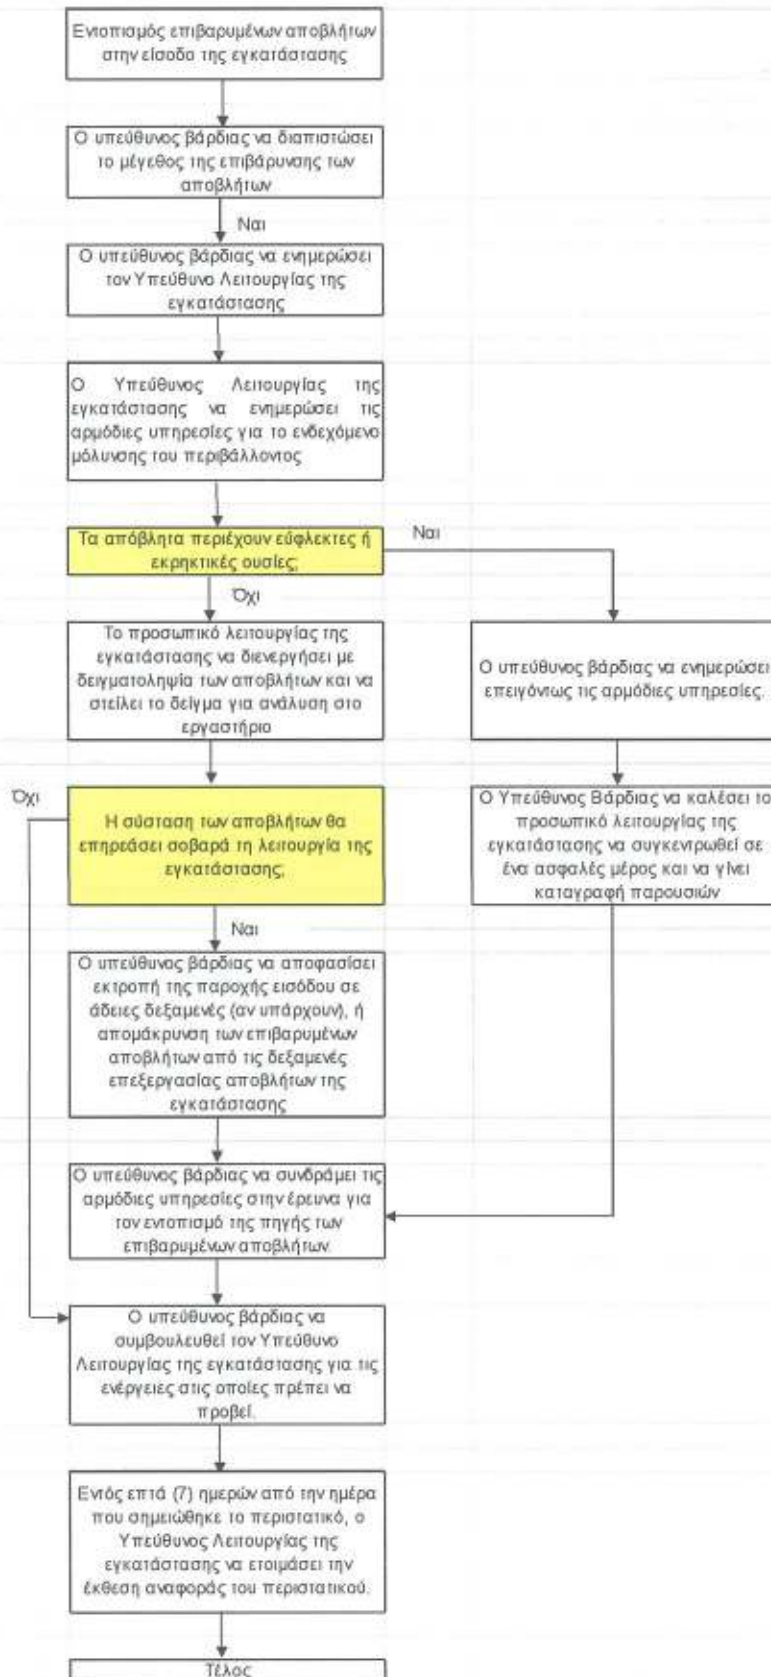 Εντοπισμός επιβαρυμένων αποβλήτων
στην είσοδο της εγκατάστασης
Ο υπεύθυνος βάρδιας να διαπιστώσει
το μέγεθος της επιβάρυνσης των
αποβλήτων
Ναι
Ο υπεύθυνος βάρδιας να ενημερώσει
τον Υπεύθυνο Λειτουργίας της
εγκατάστασης
Ο Υπεύθυνος Λειτουργίας της
εγκατάστασης να ενημερώσει τις
αρμόδιες υπηρεσίες για το ενδεχόμενο
μόλυνσης του περιβάλλοντος
Τα απόβλητα περιέχουν εύφλεκτες ή
εκρηκτικές ουσίες;
Ναι
Όχι
Το προσωπικό λειτουργίας της
εγκατάστασης να διενεργήσει με
δειγματοληψία των αποβλήτων και να
στείλει το δείγμα για ανάλυση στο
εργαστήριο
Ο υπεύθυνος βάρδιας να ενημερώσει
επειγόντως τις αρμόδιες υπηρεσίες.
Όχι
Η σύσταση των αποβλήτων θα
επηρεάσει σοβαρά τη λειτουργία της
εγκατάστασης;
Ο Υπεύθυνος Βάρδιας να καλέσει το
προσωπικό λειτουργίας της
εγκατάστασης να συγκεντρωθεί σε
ένα ασφαλές μέρος και να γίνει
καταγραφή παρουσιών
Ναι
Ο υπεύθυνος βάρδιας να αποφασίσει
εκτροπή της παροχής εισόδου σε
άδειες δεξαμενές (αν υπάρχουν), ή
απομάκρυνση των επιβαρυμένων
αποβλήτων από τις δεξαμενές
επεξεργασίας αποβλήτων της
εγκατάστασης
Ο υπεύθυνος βάρδιας να συνδράμει τις
αρμόδιες υπηρεσίες στην έρευνα για
τον εντοπισμό της πηγής των
επιβαρυμένων αποβλήτων.
Ο υπεύθυνος βάρδιας να
συμβουλευθεί τον Υπεύθυνο
Λειτουργίας της εγκατάστασης για τις
ενέργειες στις οποίες πρέπει να
προβεί.
Εντός επτά (7) ημερών από την ημέρα
που σημειώθηκε το περιστατικό, ο
Υπεύθυνος Λειτουργίας της
εγκατάστασης να ετοιμάσει την
έκθεση αναφοράς του περιστατικού.
Τέλος